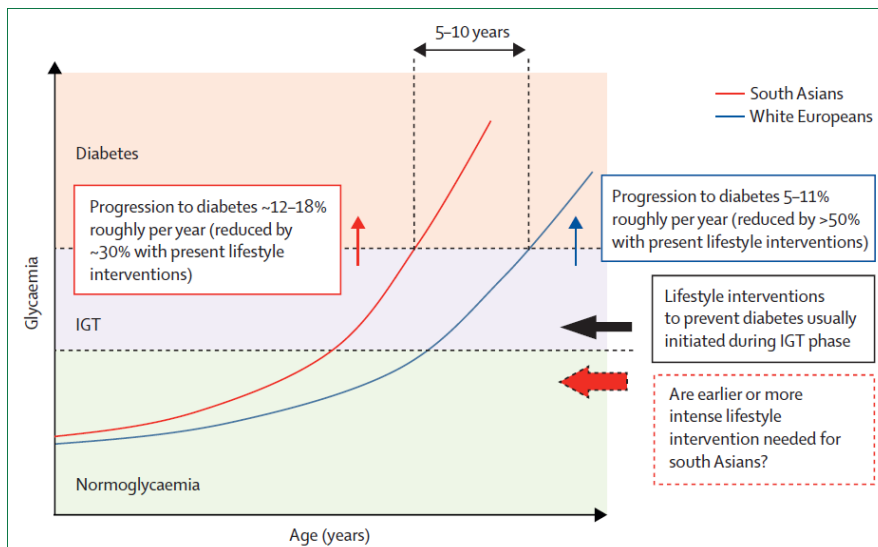 5–10 years
South Asians
White Europeans
Diabetes
Progression to diabetes ~12–18%
roughly per year (reduced by
~30% with present lifestyle
interventions)
Progression to diabetes 5–11%
roughly per year (reduced by >50%
with present lifestyle interventions)
Glycaemia
IGT
Lifestyle interventions
to prevent diabetes usually
initiated during IGT phase
Are earlier or more
intense lifestyle
intervention needed for
south Asians?
Normoglycaemia
Age (years)